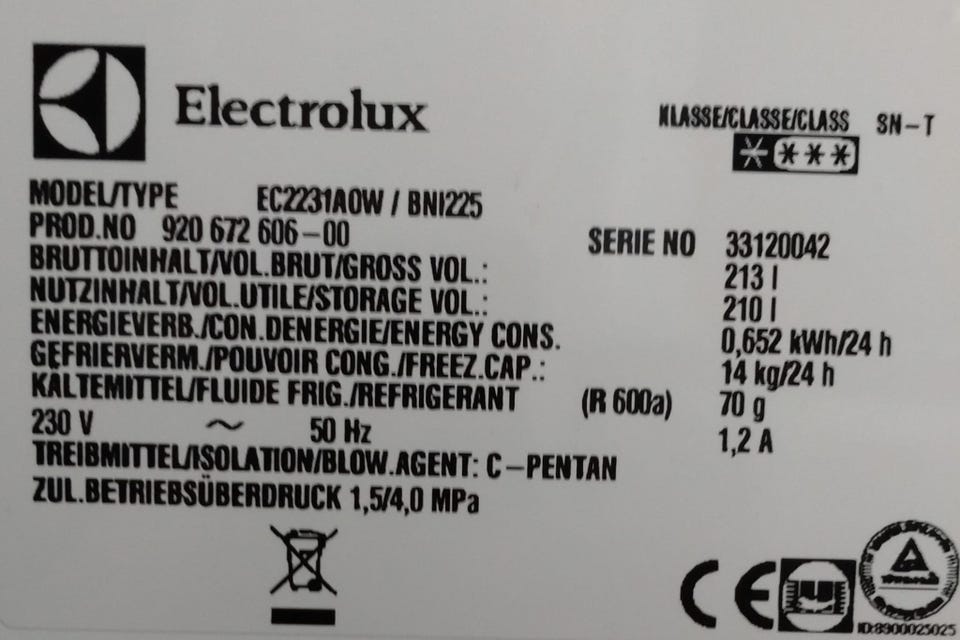 Electrolux
KLASSE/CLASSE/CLASS SN-T
MODEL/TYPE EC2231AOW / BNI225
PROD.NO 920 672 606-00
SERIE NO 33120042
BRUTTOINHALT/VOL.BRUT/GROSS VOL.: 213 l
NUTZINHALT/VOL.UTILE/STORAGE VOL.: 210 l
ENERGIEVERB./CON.DENERGIE/ENERGY CONS. 0,652 kWh/24 h
GEFRIERVERM./POUVOIR CONG./FREEZ.CAP.: 14 kg/24 h
KÄLTEMITTEL/FLUIDE FRIG./REFRIGERANT (R 600a) 70 g
230 V ~ 50 Hz 1,2 A
TREIBMITTEL/ISOLATION/BLOW.AGENT: C-PENTAN
ZUL.BETRIEBSÜBERDRUCK 1,5/4,0 MPa
CE
ID:8900025025